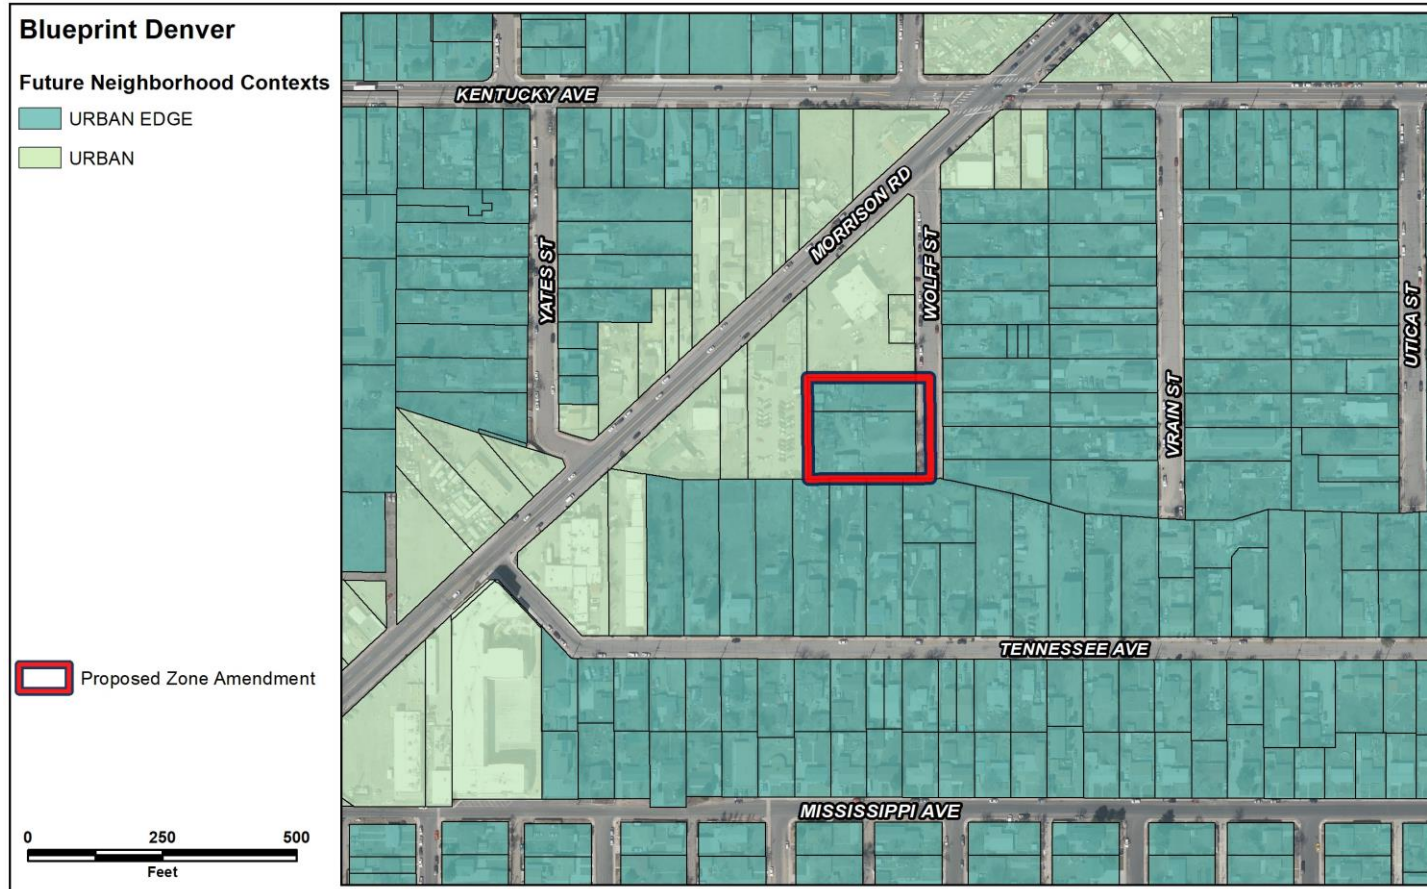 Blueprint Denver
Future Neighborhood Contexts
URBAN EDGE
URBAN
Proposed Zone Amendment
0 250 500
Feet
KENTUCKY AVE
MORRISON RD
YATES ST
WOLFF ST
UTICA ST
VRAIN ST
TENNESSEE AVE
MISSISSIPPI AVE